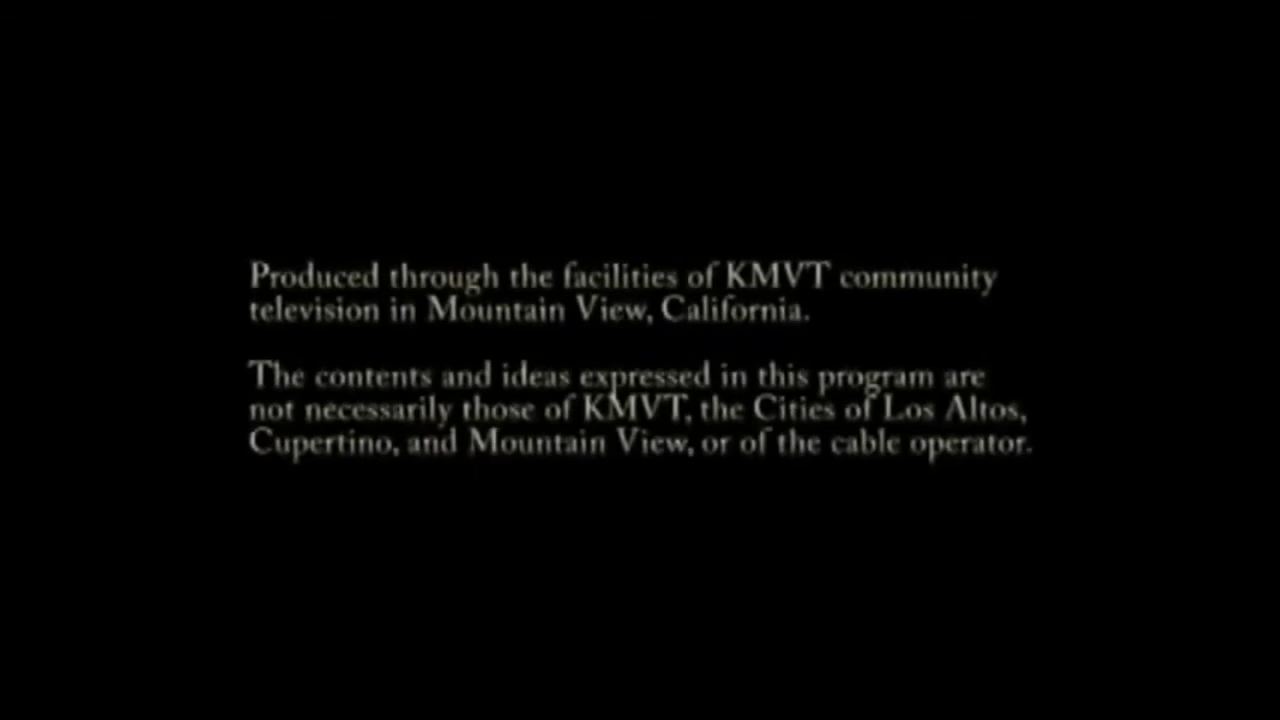 Produced through the facilities of KMVT community
television in Mountain View, California.
The contents and ideas expressed in this program are
not necessarily those of KMVT, the Cities of Los Altos,
Cupertino, and Mountain View, or of the cable operator.